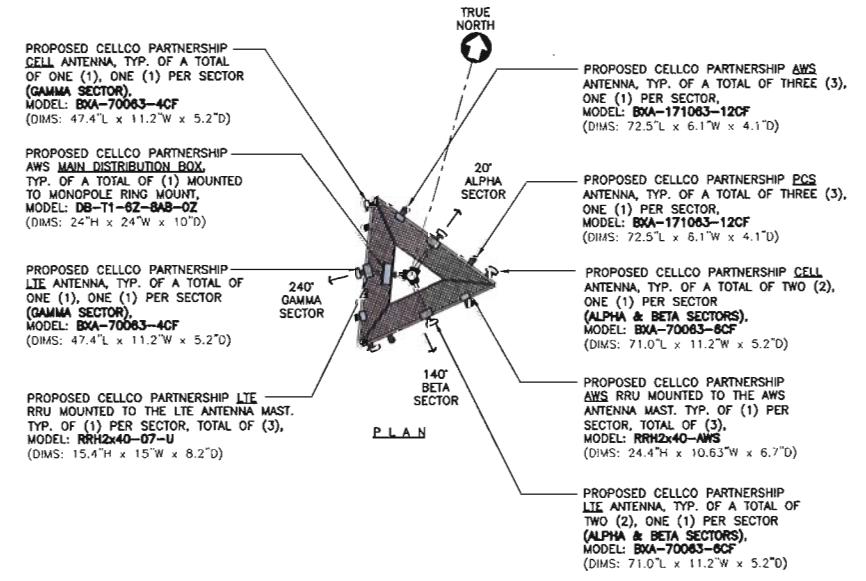 TRUE
NORTH
PROPOSED CELLCO PARTNERSHIP
CELL ANTENNA, TYP. OF A TOTAL
OF ONE (1), ONE (1) PER SECTOR
(GAMMA SECTOR),
MODEL: BXA-70063-4CF
(DIMS: 47.4"L x 11.2"W x 5.2"D)
PROPOSED CELLCO PARTNERSHIP
AWS MAIN DISTRIBUTION BOX,
TYP. OF A TOTAL OF (1) MOUNTED
TO MONOPOLE RING MOUNT,
MODEL: DB-T1-6Z-8AB-0Z
(DIMS: 24"H x 24"W x 10"D)
PROPOSED CELLCO PARTNERSHIP
LTE ANTENNA, TYP. OF A TOTAL OF
ONE (1), ONE (1) PER SECTOR
(GAMMA SECTOR),
MODEL: BXA-70063-4CF
(DIMS: 47.4"L x 11.2"W x 5.2"D)
PROPOSED CELLCO PARTNERSHIP LTE
RRU MOUNTED TO THE LTE ANTENNA MAST.
TYP. OF (1) PER SECTOR, TOTAL OF (3),
MODEL: RRH2x40-07-U
(DIMS: 15.4"H x 15"W x 8.2"D)
20°
ALPHA
SECTOR
240°
GAMMA
SECTOR
140°
BETA
SECTOR
PLAN
PROPOSED CELLCO PARTNERSHIP AWS
ANTENNA, TYP. OF A TOTAL OF THREE (3),
ONE (1) PER SECTOR,
MODEL: BXA-171063-12CF
(DIMS: 72.5"L x 6.1"W x 4.1"D)
PROPOSED CELLCO PARTNERSHIP PCS
ANTENNA, TYP. OF A TOTAL OF THREE (3),
ONE (1) PER SECTOR,
MODEL: BXA-171063-12CF
(DIMS: 72.5"L x 6.1"W x 4.1"D)
PROPOSED CELLCO PARTNERSHIP CELL
ANTENNA, TYP. OF A TOTAL OF TWO (2),
ONE (1) PER SECTOR
(ALPHA & BETA SECTORS),
MODEL: BXA-70063-6CF
(DIMS: 71.0"L x 11.2"W x 5.2"D)
PROPOSED CELLCO PARTNERSHIP
AWS RRU MOUNTED TO THE AWS
ANTENNA MAST. TYP. OF (1) PER
SECTOR, TOTAL OF (3),
MODEL: RRH2x40-AWS
(DIMS: 24.4"H x 10.63"W x 6.7"D)
PROPOSED CELLCO PARTNERSHIP
LTE ANTENNA, TYP. OF A TOTAL OF
TWO (2), ONE (1) PER SECTOR
(ALPHA & BETA SECTORS),
MODEL: BXA-70063-6CF
(DIMS: 71.0"L x 11.2"W x 5.2"D)